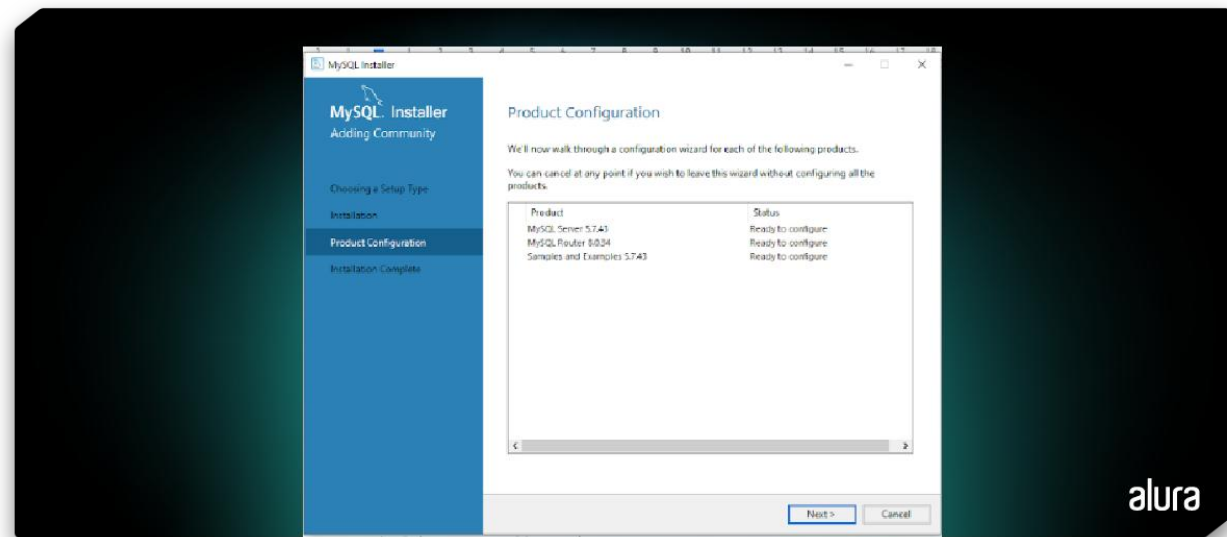 MySQL Installer
MySQL. Installer
Adding Community
Choosing a Setup Type
Installation
Product Configuration
Installation Complete
Product Configuration
We'll now walk through a configuration wizard for each of the following products.
You can cancel at any point if you wish to leave this wizard without configuring all the
products.
Product Status
MySQL Server 5.7.43 Ready to configure
MySQL Router 8.0.34 Ready to configure
Samples and Examples 5.7.43 Ready to configure
Next > Cancel
alura